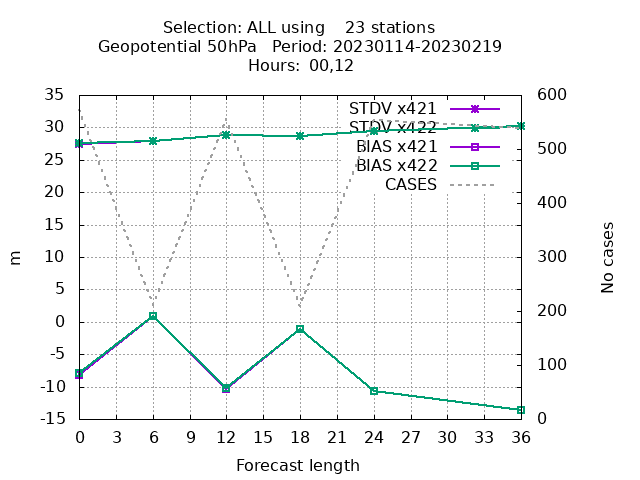 Selection: ALL using    23 stations
Geopotential 50hPa   Period: 20230114-20230219
Hours: 00,12
35
30
25
20
15
10
5
0
-5
-10
-15
m
600
500
400
300
200
100
0
No cases
STDV x421
STDV x422
BIAS x421
BIAS x422
CASES
0 3 6 9 12 15 18 21 24 27 30 33 36
Forecast length